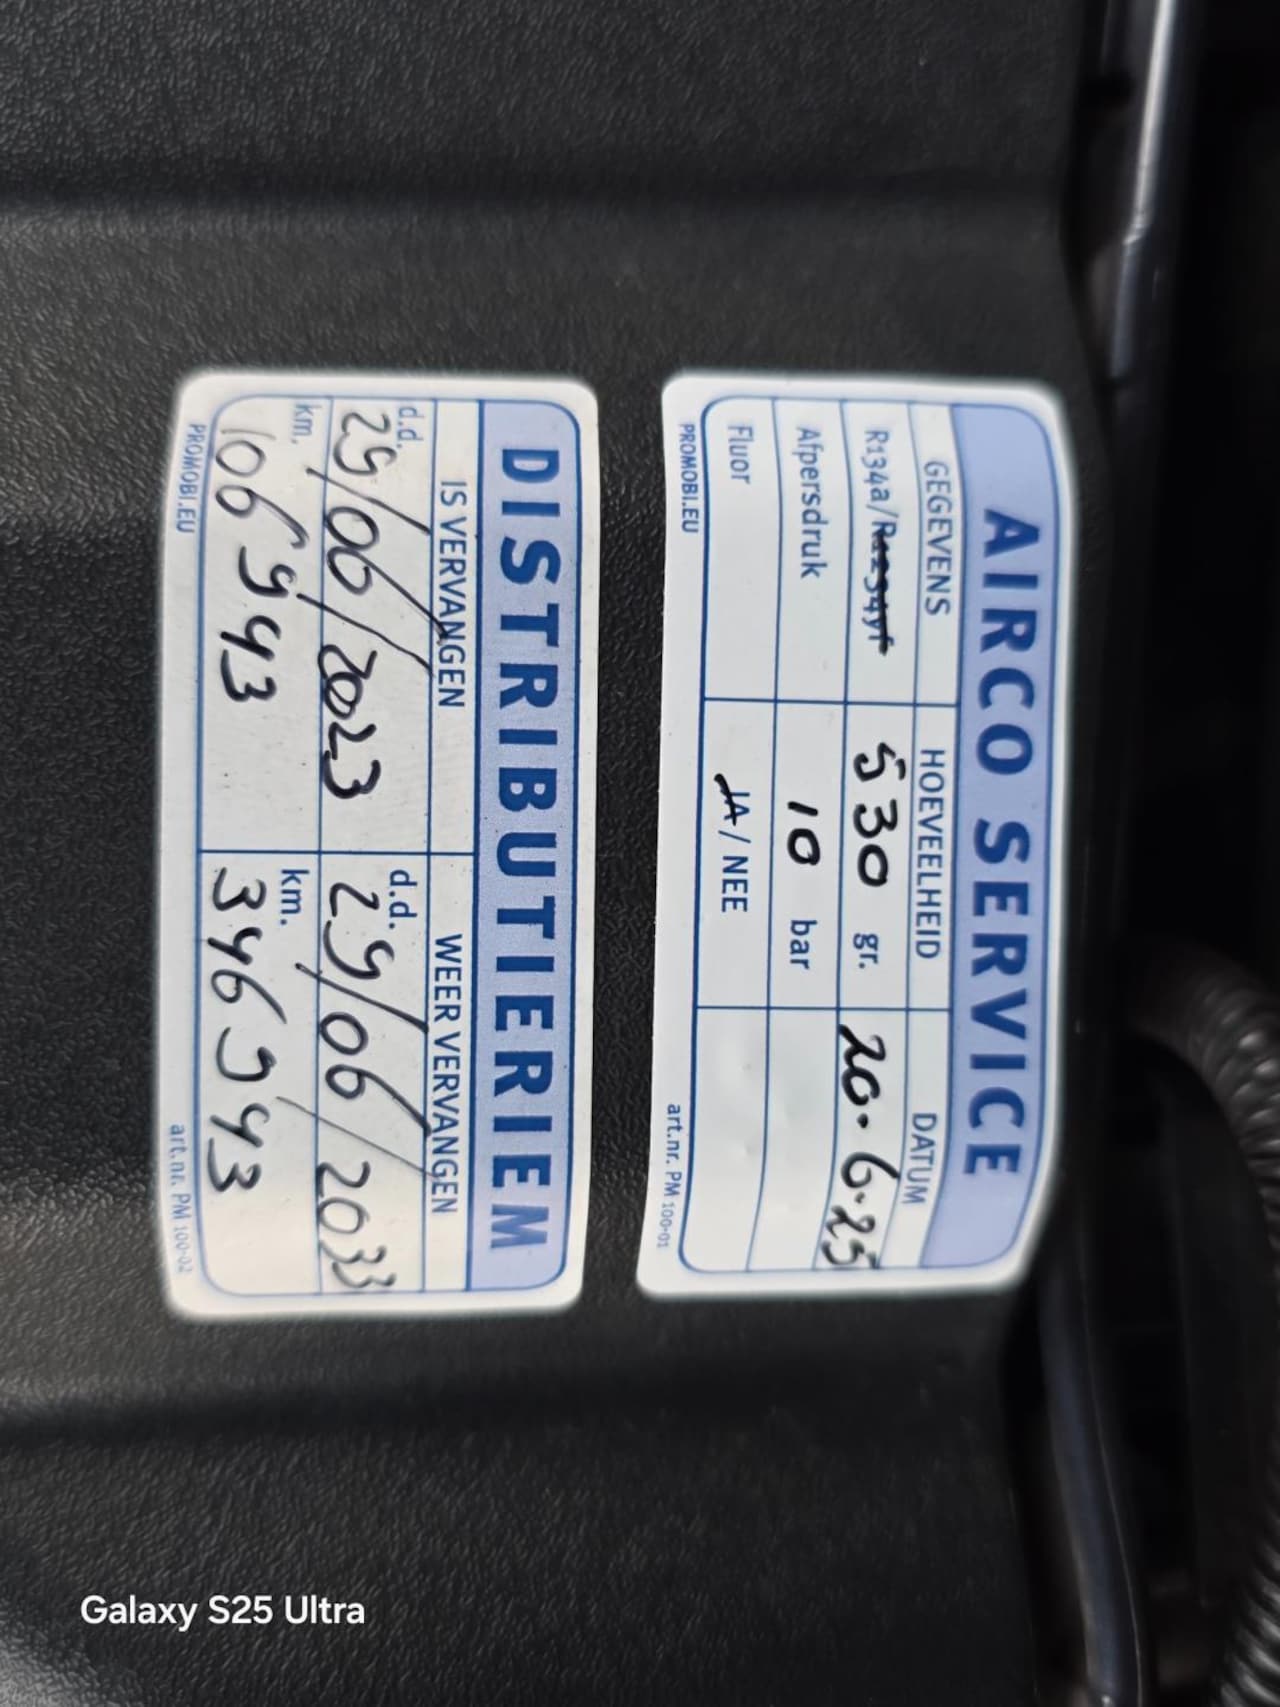 AIRCO SERVICE
GEGEVENS HOEVEELHEID DATUM
R134a/R1234yf 530 gr. 20.6.25
Afpersdruk 10 bar
Fluor JA / NEE
PROMOBI.EU art.nr. PM 100-01
DISTRIBUTIERIEM
IS VERVANGEN WEER VERVANGEN
d.d. 29/06/2023 d.d. 29/06/2033
km. 106943 km. 346943
PROMOBI.EU art.nr. PM 100-02
Galaxy S25 Ultra